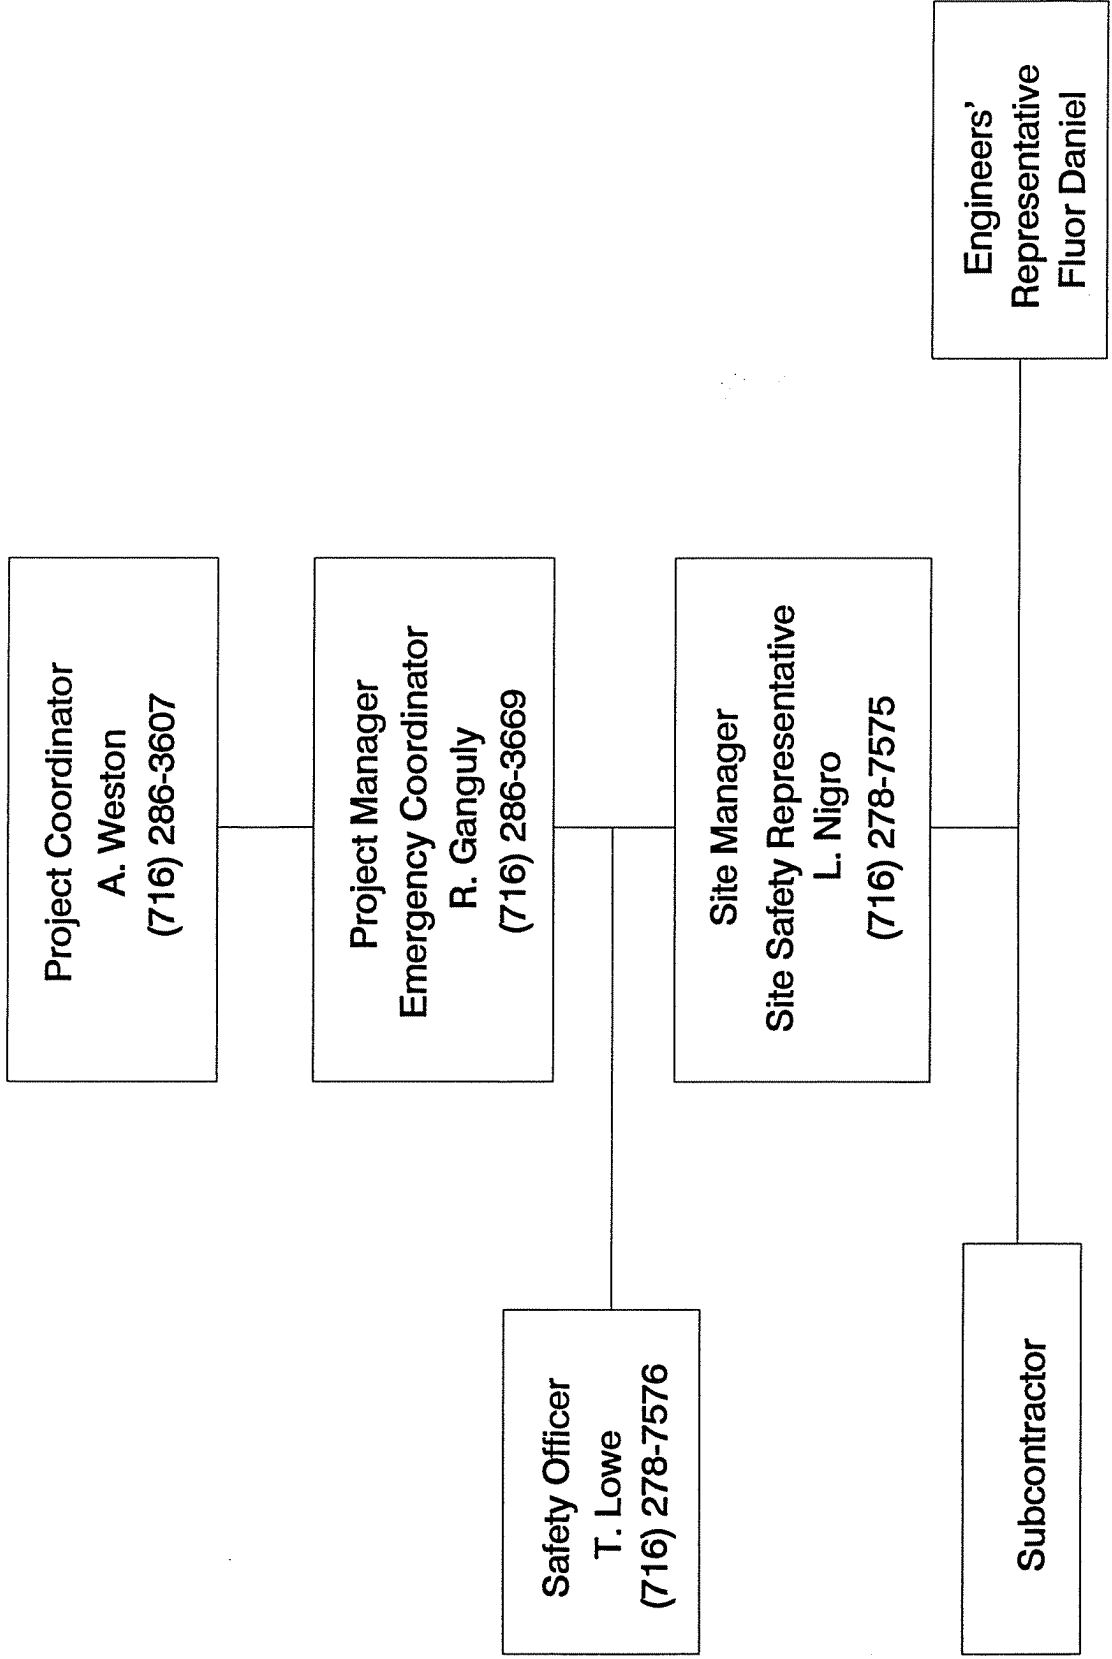 Project Coordinator
A. Weston
(716) 286-3607
Project Manager
Emergency Coordinator
R. Ganguly
(716) 286-3669
Safety Officer
T. Lowe
(716) 278-7576
Site Manager
Site Safety Representative
L. Nigro
(716) 278-7575
Subcontractor
Engineers'
Representative
Fluor Daniel